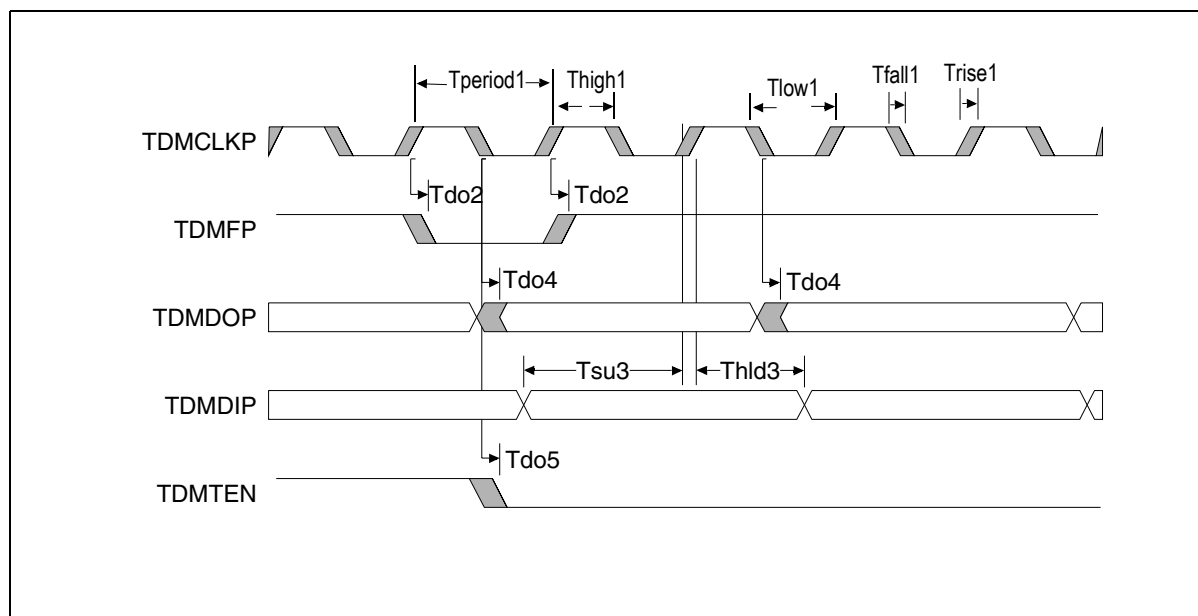 Tperiod1 Thigh1 Tlow1 Tfall1 Trise1
TDMCLKP
Tdo2 Tdo2
TDMFP
Tdo4 Tdo4
TDMDOP
Tsu3 Thld3
TDMDIP
Tdo5
TDMTEN